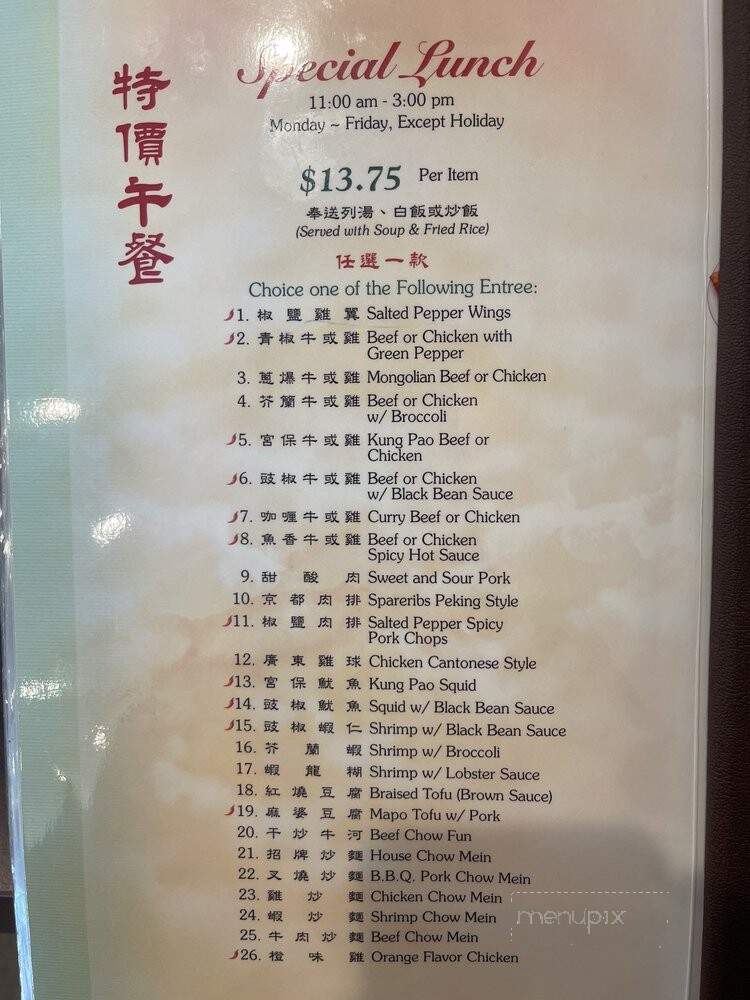 特價午餐
Special Lunch
11:00 am - 3:00 pm
Monday ~ Friday, Except Holiday
$13.75 Per Item
奉送列湯、白飯或炒飯
(Served with Soup & Fried Rice)
任選一款
Choice one of the Following Entree:
1. 椒鹽雞翼 Salted Pepper Wings
2. 青椒牛或雞 Beef or Chicken with
Green Pepper
3. 蔥爆牛或雞 Mongolian Beef or Chicken
4. 芥蘭牛或雞 Beef or Chicken
w/ Broccoli
5. 宮保牛或雞 Kung Pao Beef or
Chicken
6. 豉椒牛或雞 Beef or Chicken
w/ Black Bean Sauce
7. 咖喱牛或雞 Curry Beef or Chicken
8. 魚香牛或雞 Beef or Chicken
Spicy Hot Sauce
9. 甜酸肉 Sweet and Sour Pork
10. 京都肉排 Spareribs Peking Style
11. 椒鹽肉排 Salted Pepper Spicy
Pork Chops
12. 廣東雞球 Chicken Cantonese Style
13. 宮保魷魚 Kung Pao Squid
14. 豉椒魷魚 Squid w/ Black Bean Sauce
15. 豉椒蝦仁 Shrimp w/ Black Bean Sauce
16. 芥蘭蝦 Shrimp w/ Broccoli
17. 蝦龍糊 Shrimp w/ Lobster Sauce
18. 紅燒豆腐 Braised Tofu (Brown Sauce)
19. 麻婆豆腐 Mapo Tofu w/ Pork
20. 干炒牛河 Beef Chow Fun
21. 招牌炒麵 House Chow Mein
22. 叉燒炒麵 B.B.Q. Pork Chow Mein
23. 雞炒麵 Chicken Chow Mein
24. 蝦炒麵 Shrimp Chow Mein
25. 牛肉炒麵 Beef Chow Mein
26. 橙味雞 Orange Flavor Chicken
menupix